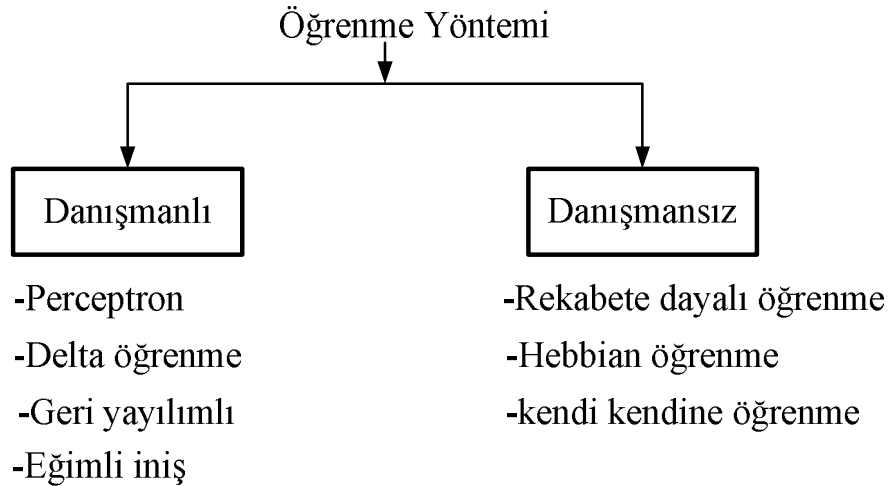 Öğrenme Yöntemi
Danışmanlı
-Perceptron
-Delta öğrenme
-Geri yayılımlı
-Eğimli iniş
Danışmansız
-Rekabete dayalı öğrenme
-Hebbian öğrenme
-kendi kendine öğrenme